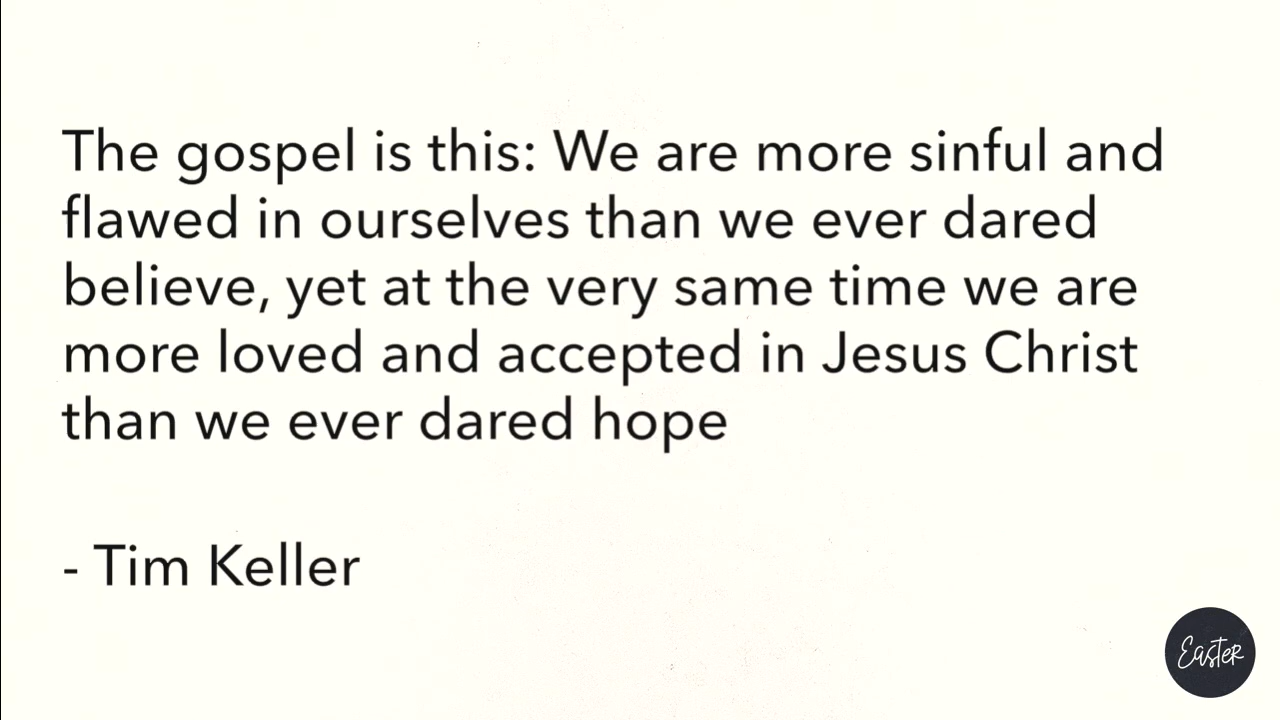 The gospel is this: We are more sinful and
flawed in ourselves than we ever dared
believe, yet at the very same time we are
more loved and accepted in Jesus Christ
than we ever dared hope
- Tim Keller
Easter